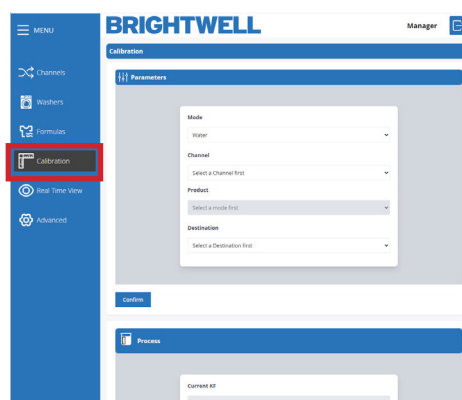 MENU
BRIGHTWELL
Manager
Channels
Washers
Formulas
Calibration
Real Time View
Advanced
Calibration
Parameters
Mode
Water
Channel
Select a Channel first
Product
Select a mode first
Destination
Select a Destination first
Confirm
Process
Current KF